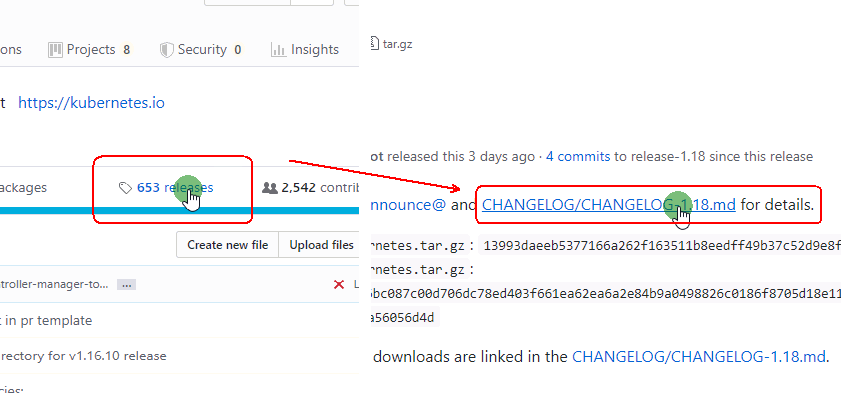 ons Projects 8 Security 0 Insights
t https://kubernetes.io
ackages 653 releases 2,542 contrib
Create new file Upload files
troller-manager-to... ...
t in pr template
rectory for v1.16.10 release
cies:
tar.gz
ot released this 3 days ago · 4 commits to release-1.18 since this release
nnounce@ and CHANGELOG/CHANGELOG-1.18.md for details.
ernetes.tar.gz : 13993daeeb5377166a262f163511b8eedff49b37c52d9e8f
ernetes.tar.gz :
bc087c00d706dc78ed403f661ea62ea6a2e84b9a0498826c0186f8705d18e11
a56056d4d
downloads are linked in the CHANGELOG/CHANGELOG-1.18.md.